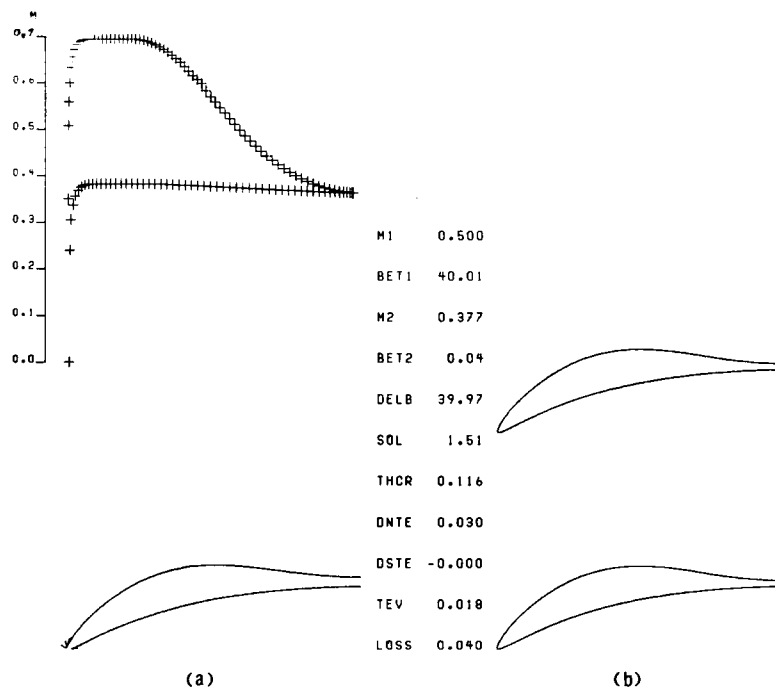 M
0.7
0.6
0.5
0.4
0.3
0.2
0.1
0.0
M1 0.500
BET1 40.01
M2 0.377
BET2 0.04
DELB 39.97
SOL 1.51
THCR 0.116
DNTE 0.030
DSTE -0.000
TEV 0.018
LOSS 0.040
(a) (b)